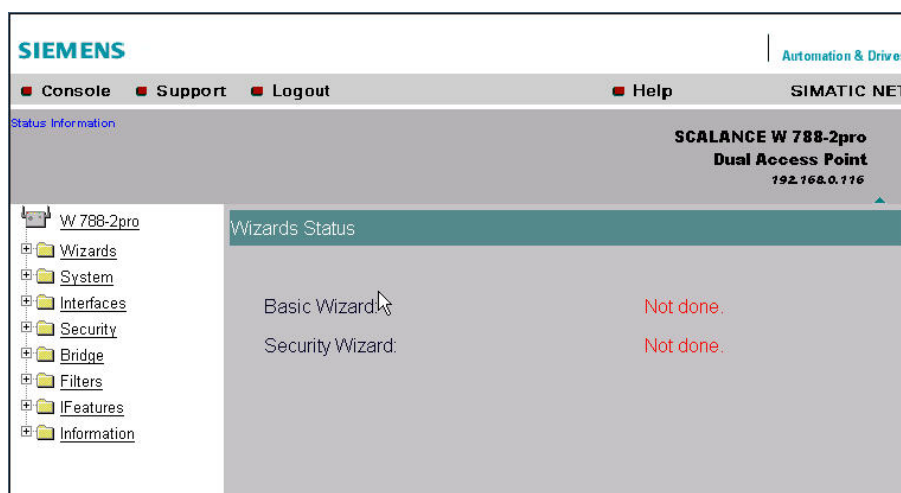 SIEMENS
Automation & Drive
Console Support Logout Help SIMATIC NET
Status Information
SCALANCE W 788-2pro
Dual Access Point
192.168.0.116
W 788-2pro
Wizards Status
Wizards
System
Interfaces
Security
Bridge
Filters
IFeatures
Information
Basic Wizard:
Not done.
Security Wizard:
Not done.